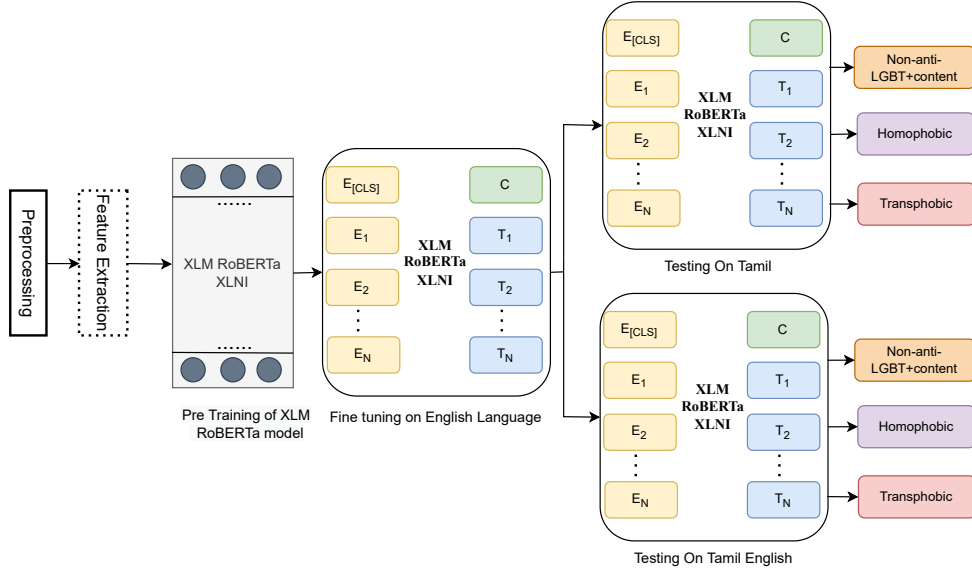 Preprocessing
Feature Extraction
......
XLM RoBERTa
XLNI
......
Pre Training of XLM
RoBERTa model
E[CLS]
E1
E2
EN
XLM
RoBERTa
XLNI
C
T1
T2
TN
Fine tuning on English Language
E[CLS]
E1
E2
EN
XLM
RoBERTa
XLNI
C
T1
T2
TN
Testing On Tamil
Non-anti-
LGBT+content
Homophobic
Transphobic
E[CLS]
E1
E2
EN
XLM
RoBERTa
XLNI
C
T1
T2
TN
Testing On Tamil English
Non-anti-
LGBT+content
Homophobic
Transphobic